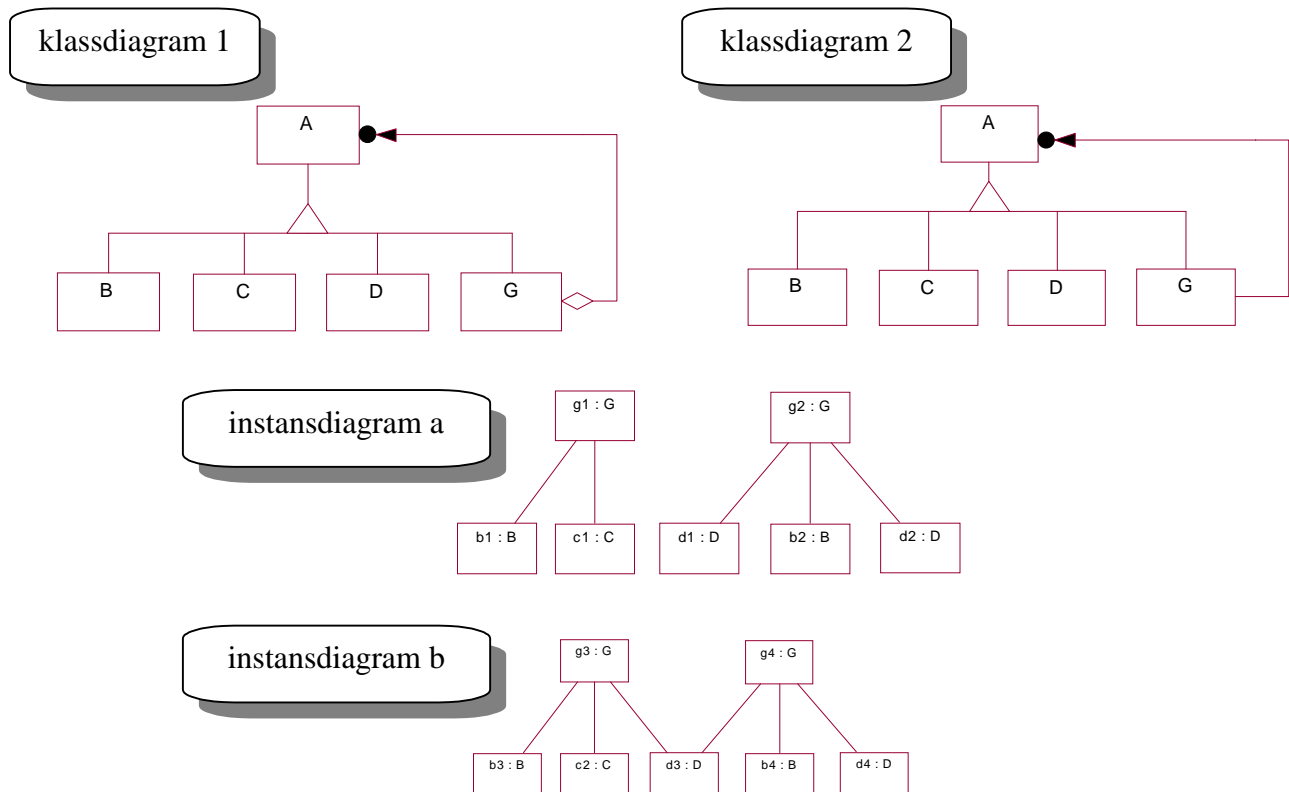 klassdiagram 1
klassdiagram 2
A
B
C
D
G
A
B
C
D
G
instansdiagram a
g1 : G
g2 : G
b1 : B
c1 : C
d1 : D
b2 : B
d2 : D
instansdiagram b
g3 : G
g4 : G
b3 : B
c2 : C
d3 : D
b4 : B
d4 : D